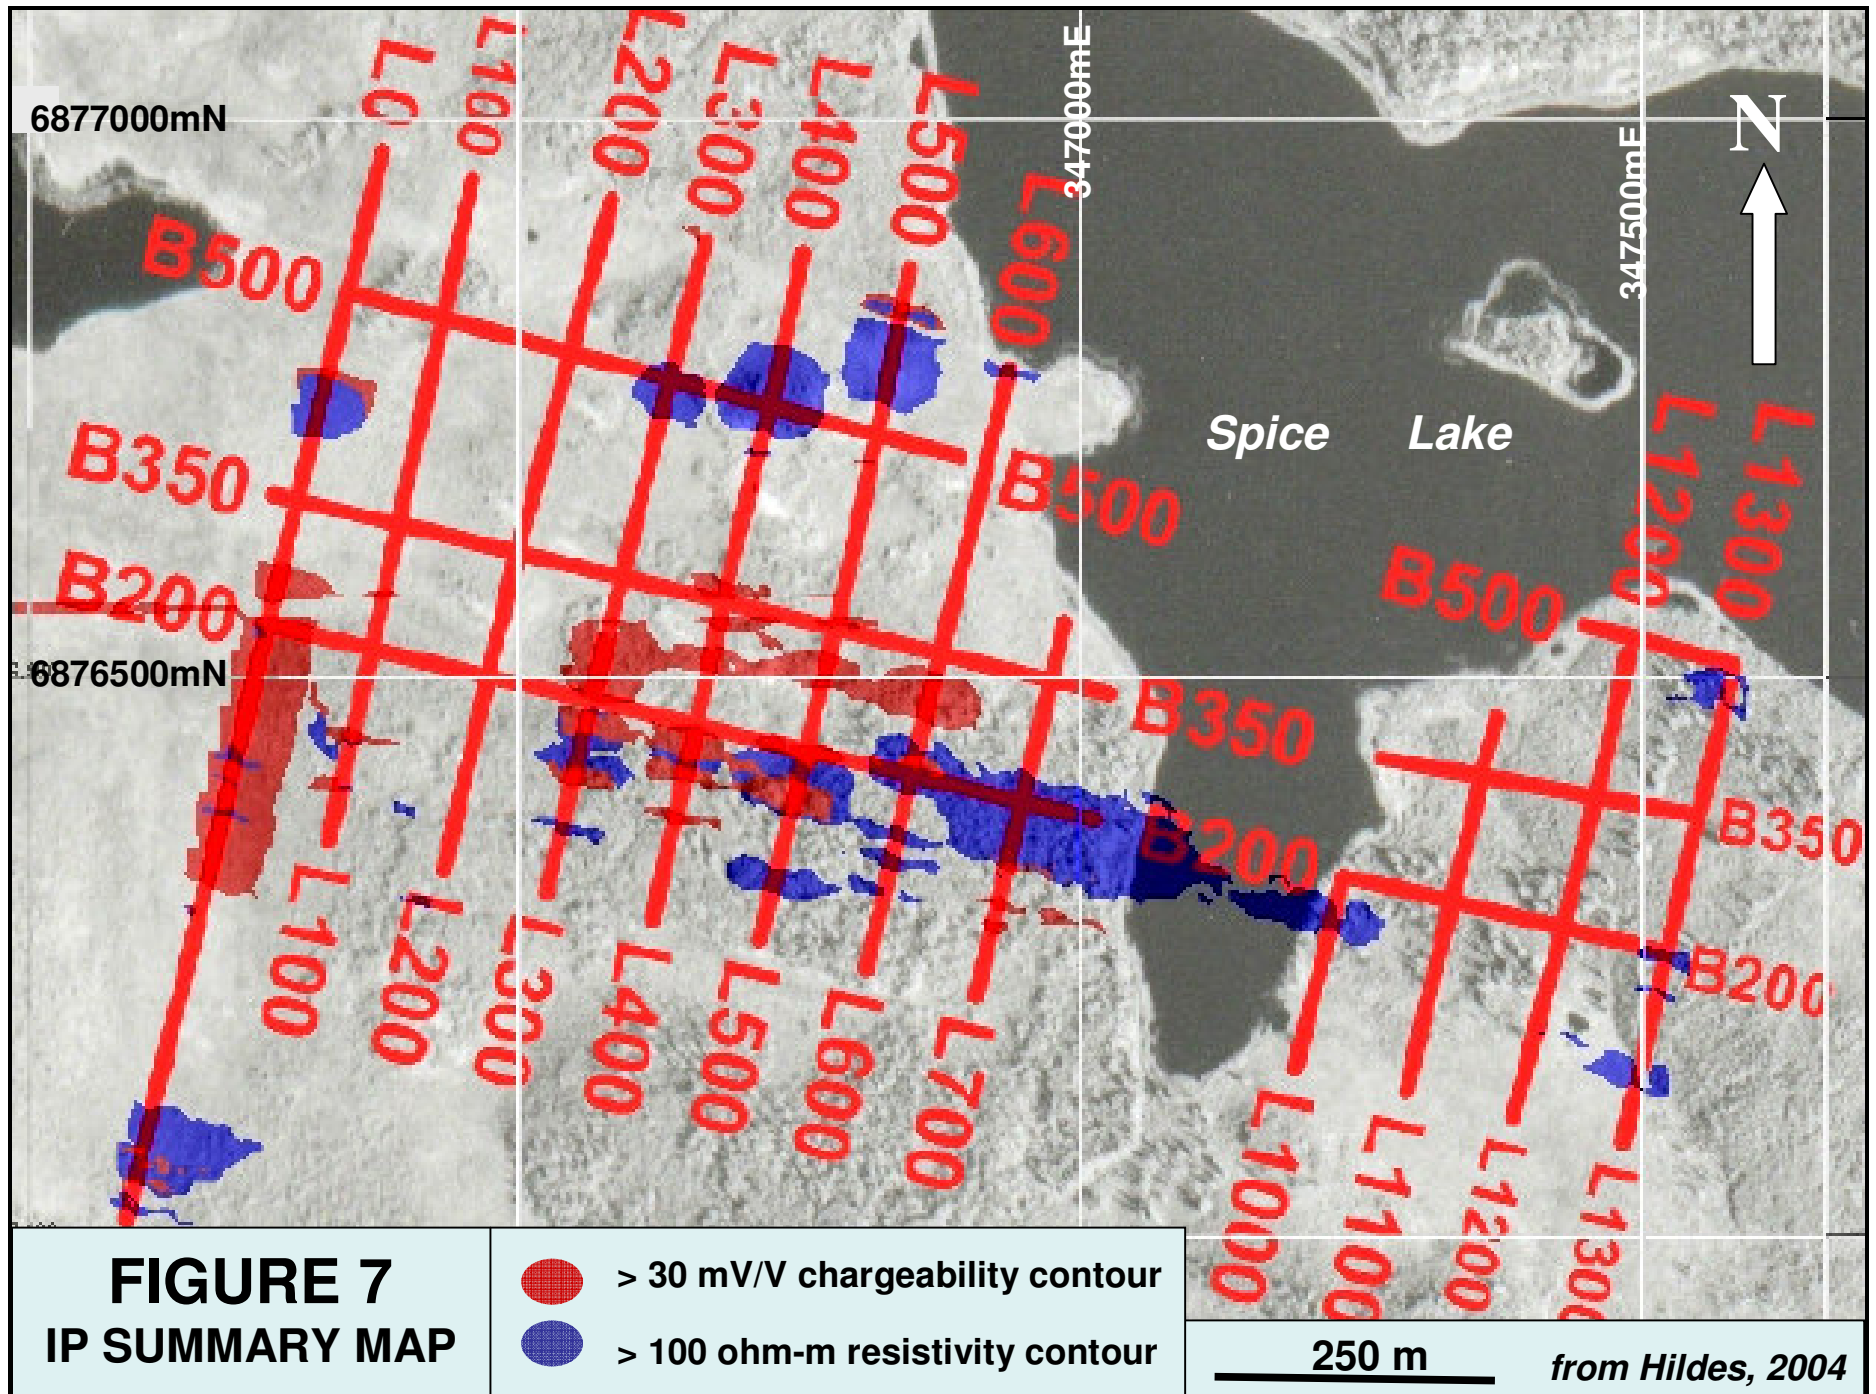 L0
L100
L200
L300
L400
L500
L600
347000mE
347500mE
N
6877000mN
B500
B350
B200
6876500mN
Spice Lake
L1200
L1300
B500
B500
B350
B350
B200
B200
L100
L200
L300
L400
L500
L600
L700
L1000
L1100
L1200
L130
FIGURE 7
IP SUMMARY MAP
> 30 mV/V chargeability contour
> 100 ohm-m resistivity contour
250 m
from Hildes, 2004